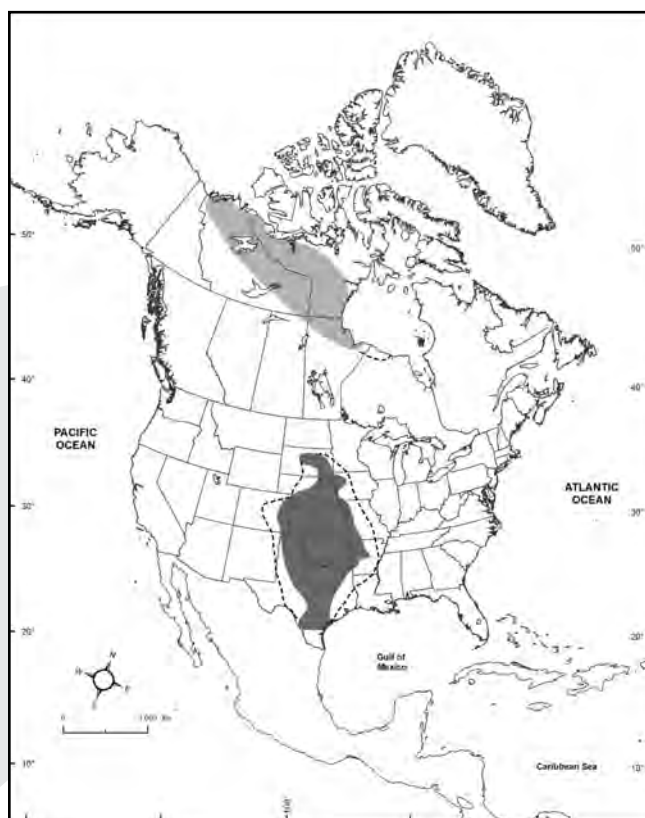 50°
50°
40°
40°
PACIFIC
OCEAN
ATLANTIC
OCEAN
30°
30°
20°
20°
Gulf of
Mexico
N
W
E
S
0
10°
Caribbean Sea
10°